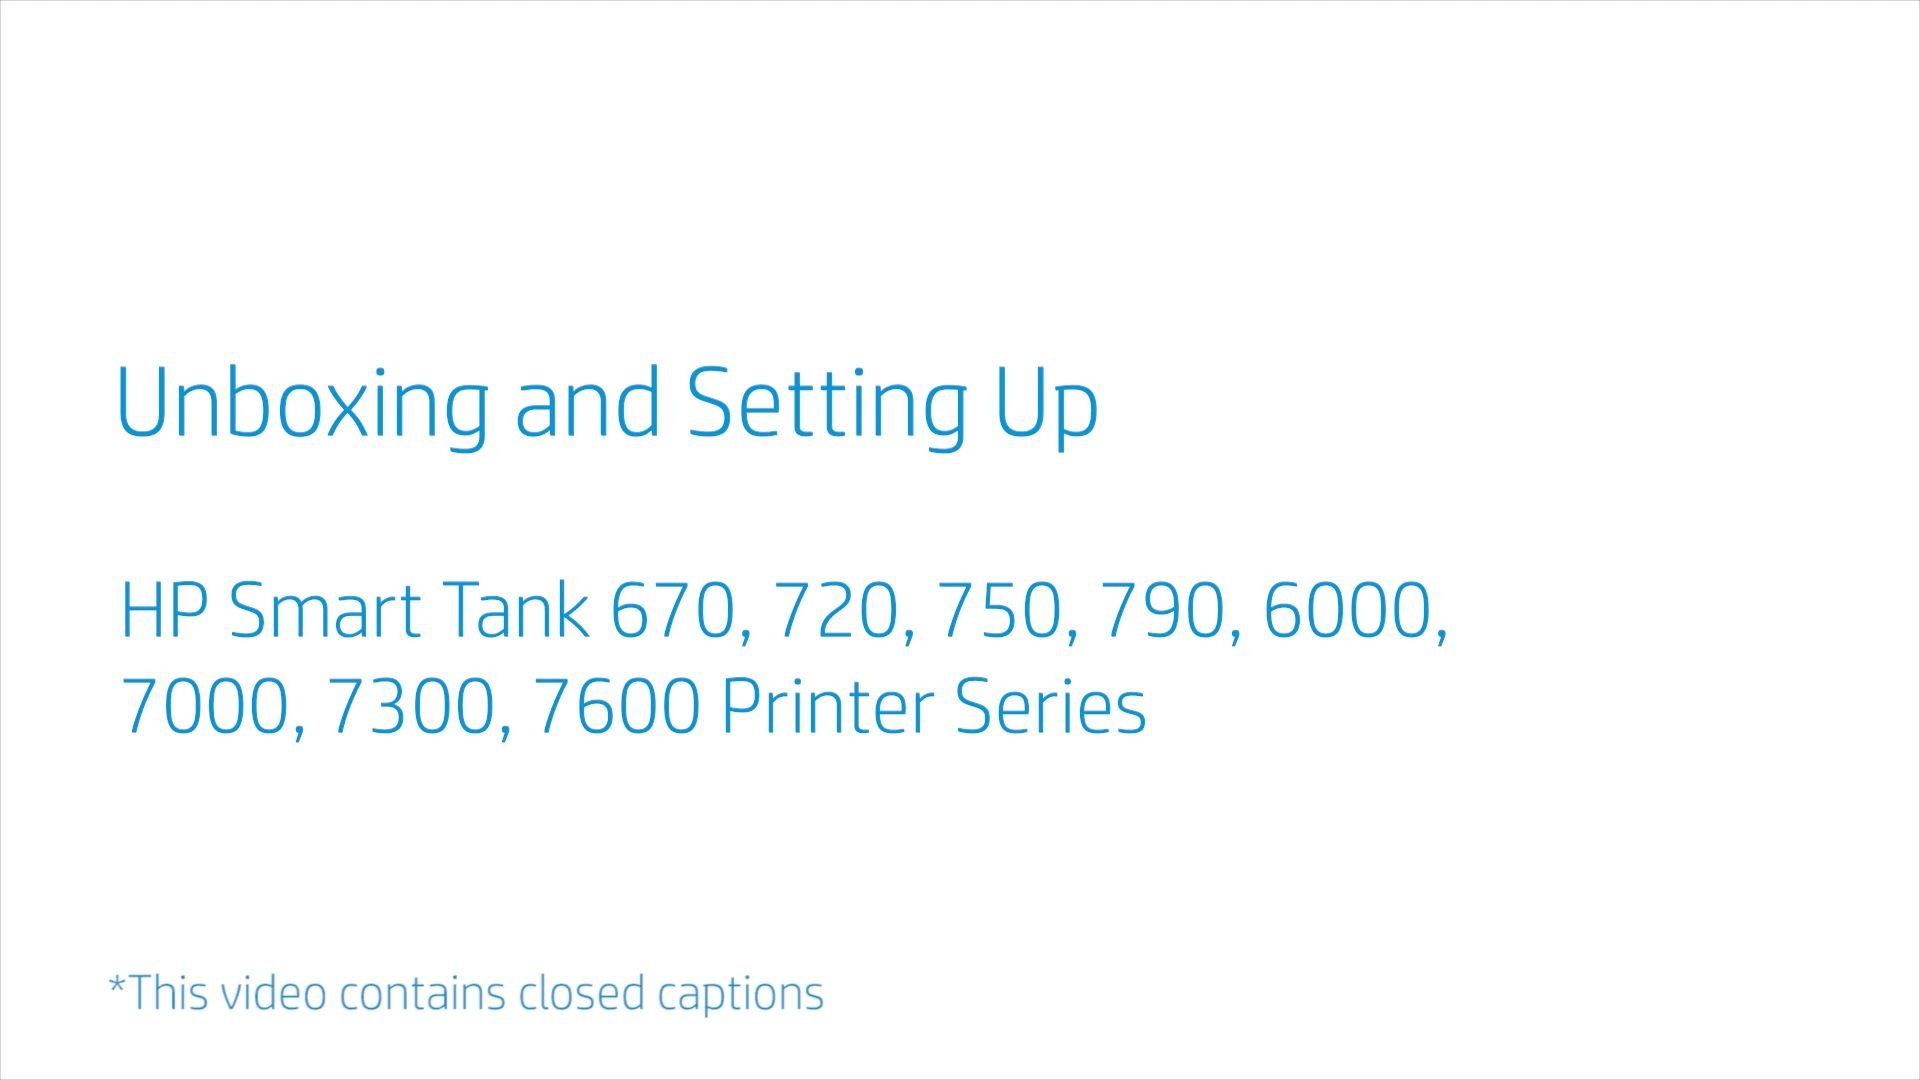 Unboxing and Setting Up
HP Smart Tank 670, 720, 750, 790, 6000,
7000, 7300, 7600 Printer Series
*This video contains closed captions